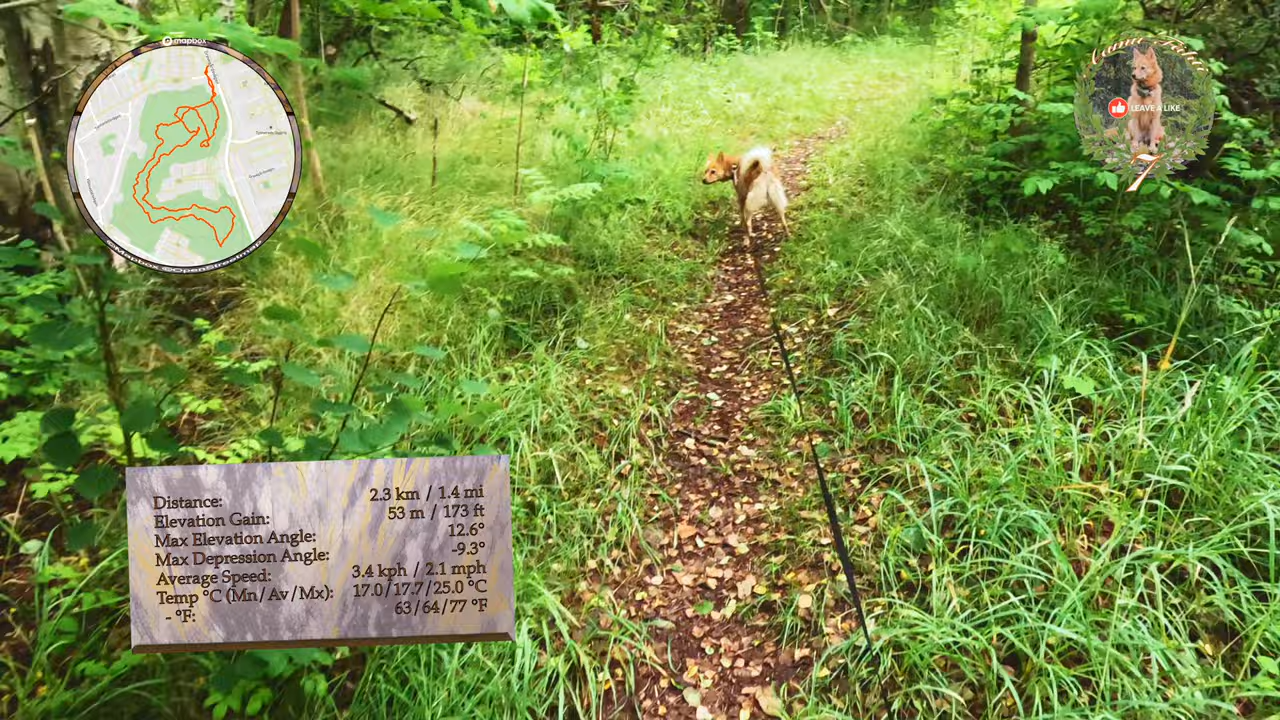 mapbox
©Mapbox ©OpenStreetmap
LEAVE A LIKE
7
Distance: 2.3 km / 1.4 mi
Elevation Gain: 53 m / 173 ft
Max Elevation Angle: 12.6°
Max Depression Angle: -9.3°
Average Speed: 3.4 kph / 2.1 mph
Temp °C (Mn/Av/Mx): 17.0/17.7/25.0 °C
- °F: 63/64/77 °F